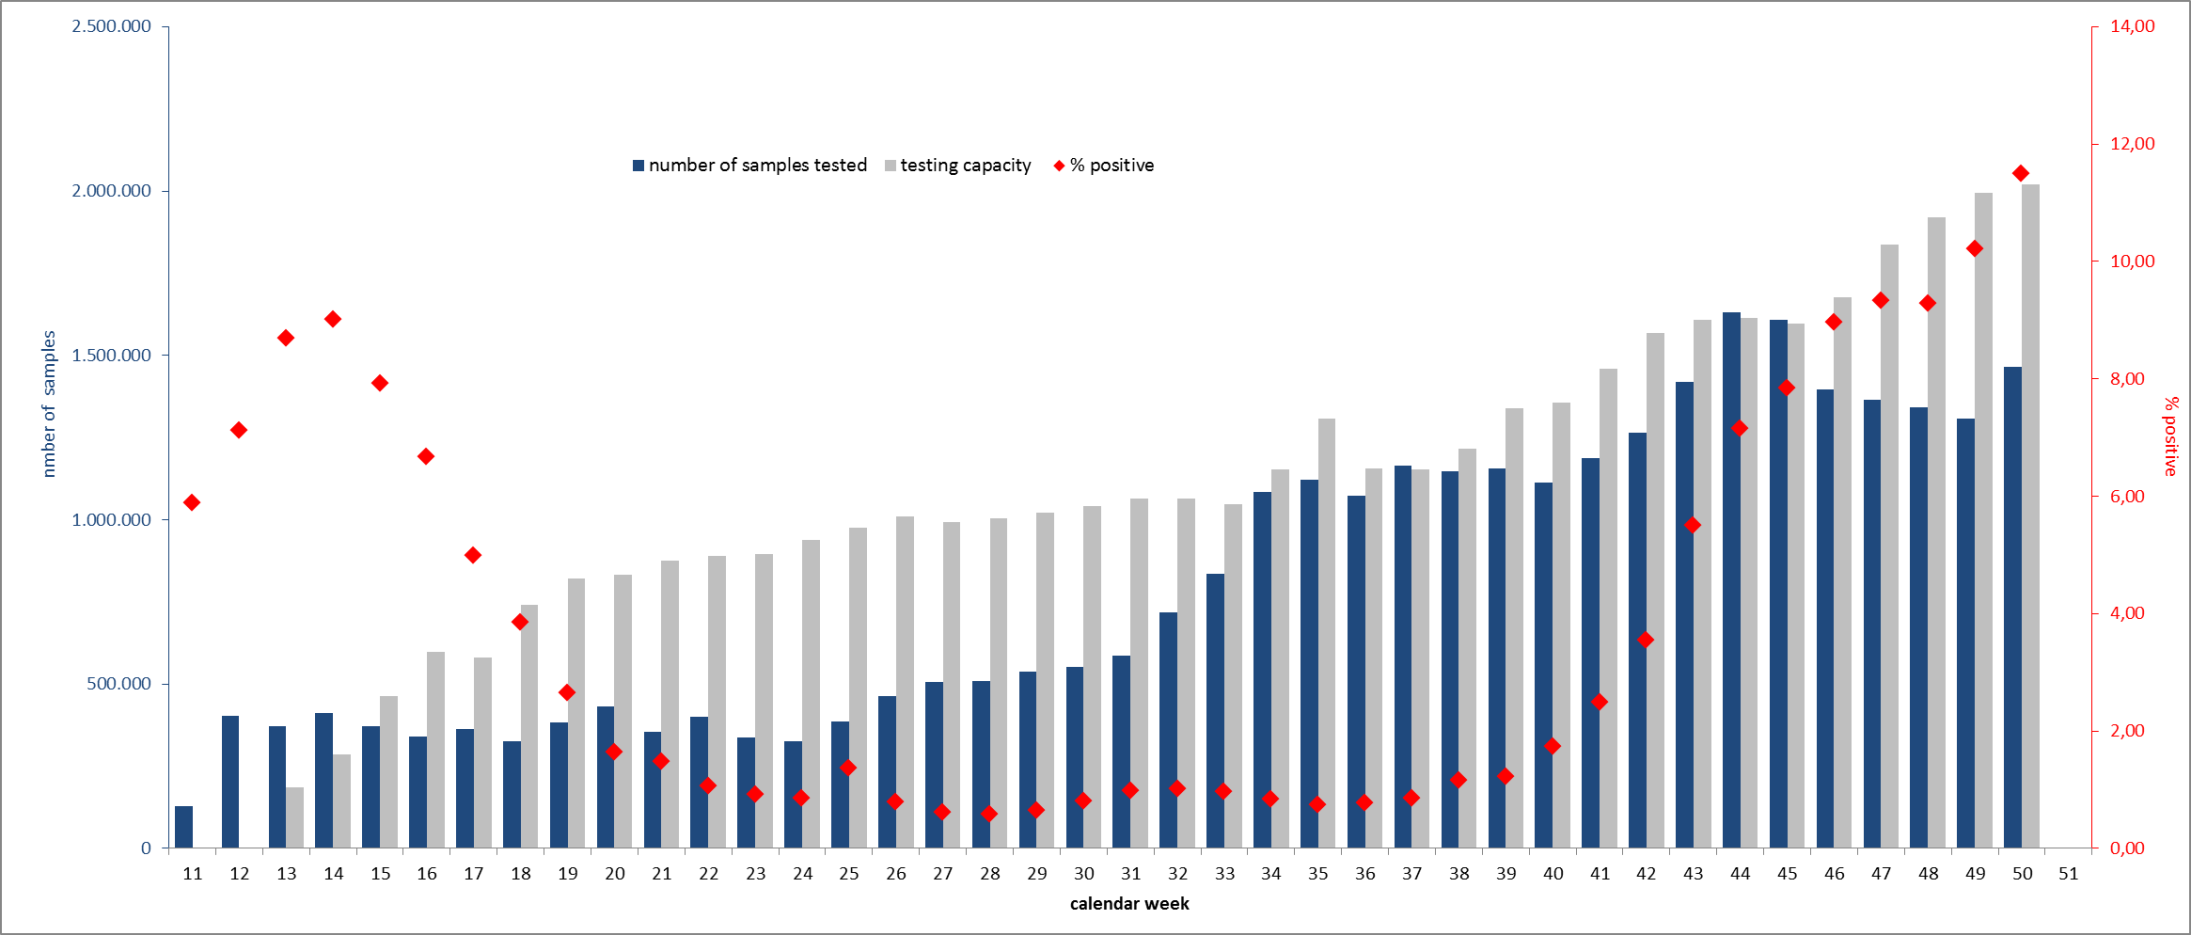 2.500.000
2.000.000
1.500.000
1.000.000
500.000
0
nmber of samples
number of samples tested
testing capacity
% positive
14,00
12,00
10,00
8,00
6,00
4,00
2,00
0,00
% positive
11 12 13 14 15 16 17 18 19 20 21 22 23 24 25 26 27 28 29 30 31 32 33 34 35 36 37 38 39 40 41 42 43 44 45 46 47 48 49 50 51
calendar week